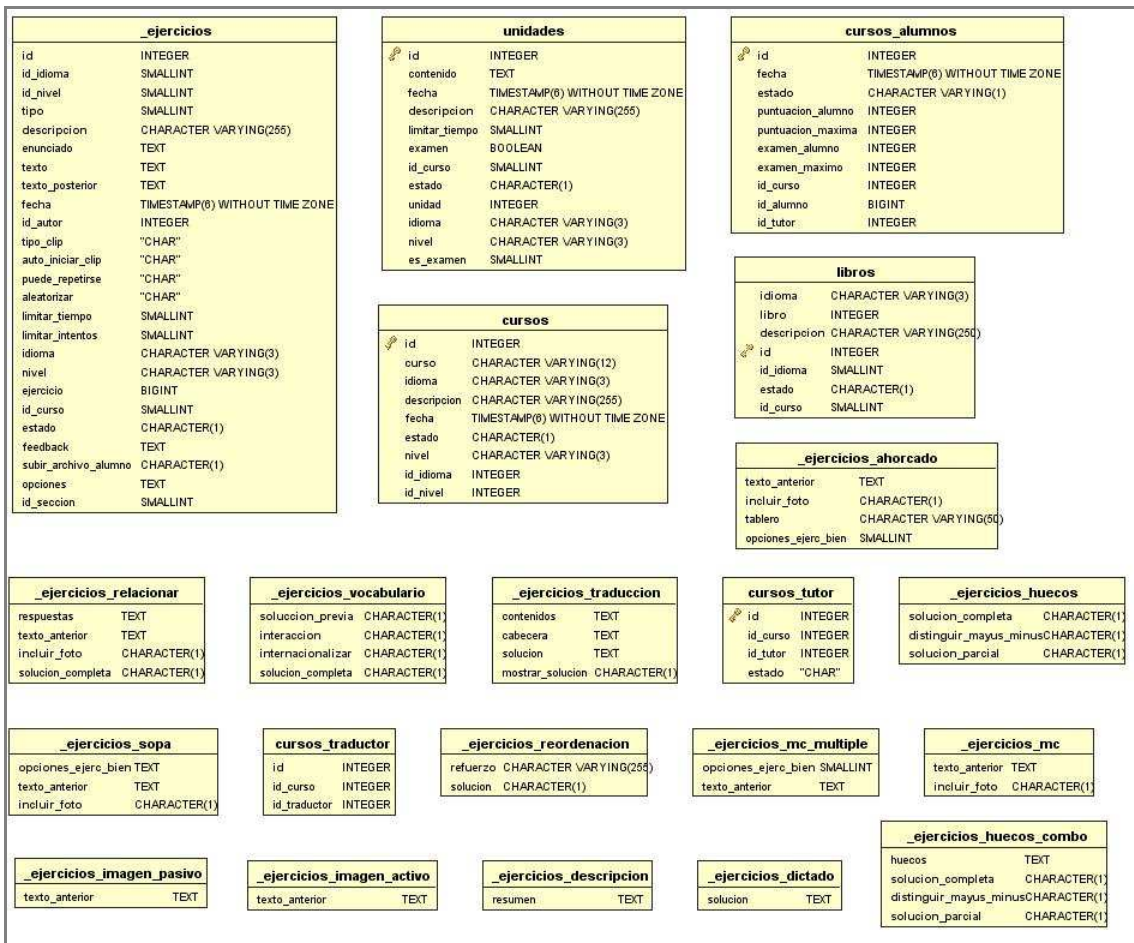 _ejercicios
id INTEGER
id_idioma SMALLINT
id_nivel SMALLINT
tipo SMALLINT
descripcion CHARACTER VARYING(255)
enunciado TEXT
texto TEXT
texto_posterior TEXT
fecha TIMESTAMP(6) WITHOUT TIME ZONE
id_autor INTEGER
tipo_clip "CHAR"
auto_iniciar_clip "CHAR"
puede_repetirse "CHAR"
aleatorizar "CHAR"
limitar_tiempo SMALLINT
limitar_intentos SMALLINT
idioma CHARACTER VARYING(3)
nivel CHARACTER VARYING(3)
ejercicio BIGINT
id_curso SMALLINT
estado CHARACTER(1)
feedback TEXT
subir_archivo_alumno CHARACTER(1)
opciones TEXT
id_seccion SMALLINT
unidades
id INTEGER
contenido TEXT
fecha TIMESTAMP(6) WITHOUT TIME ZONE
descripcion CHARACTER VARYING(255)
limitar_tiempo SMALLINT
examen BOOLEAN
id_curso SMALLINT
estado CHARACTER(1)
unidad INTEGER
idioma CHARACTER VARYING(3)
nivel CHARACTER VARYING(3)
es_examen SMALLINT
cursos_alumnos
id INTEGER
fecha TIMESTAMP(6) WITHOUT TIME ZONE
estado CHARACTER VARYING(1)
puntuacion_alumno INTEGER
puntuacion_maxima INTEGER
examen_alumno INTEGER
examen_maximo INTEGER
id_curso INTEGER
id_alumno BIGINT
id_tutor INTEGER
cursos
id INTEGER
curso CHARACTER VARYING(12)
idioma CHARACTER VARYING(3)
descripcion CHARACTER VARYING(255)
fecha TIMESTAMP(6) WITHOUT TIME ZONE
estado CHARACTER(1)
nivel CHARACTER VARYING(3)
id_idioma INTEGER
id_nivel INTEGER
libros
idioma CHARACTER VARYING(3)
libro INTEGER
descripcion CHARACTER VARYING(250)
id INTEGER
id_idioma SMALLINT
estado CHARACTER(1)
id_curso SMALLINT
_ejercicios_ahorcado
texto_anterior TEXT
incluir_foto CHARACTER(1)
tablero CHARACTER VARYING(50)
opciones_ejerc_bien SMALLINT
_ejercicios_relacionar
respuestas TEXT
texto_anterior TEXT
incluir_foto CHARACTER(1)
solucion_completa CHARACTER(1)
_ejercicios_vocabulario
soluccion_previa CHARACTER(1)
interaccion CHARACTER(1)
internacionalizar CHARACTER(1)
solucion_completa CHARACTER(1)
_ejercicios_traduccion
contenidos TEXT
cabecera TEXT
solucion TEXT
mostrar_solucion CHARACTER(1)
cursos_tutor
id INTEGER
id_curso INTEGER
id_tutor INTEGER
estado "CHAR"
_ejercicios_huecos
solucion_completa CHARACTER(1)
distinguir_mayus_minusCHARACTER(1)
solucion_parcial CHARACTER(1)
_ejercicios_sopa
opciones_ejerc_bien TEXT
texto_anterior TEXT
incluir_foto CHARACTER(1)
cursos_traductor
id INTEGER
id_curso INTEGER
id_traductor INTEGER
_ejercicios_reordenacion
refuerzo CHARACTER VARYING(255)
solucion CHARACTER(1)
_ejercicios_mc_multiple
opciones_ejerc_bien SMALLINT
texto_anterior TEXT
_ejercicios_mc
texto_anterior TEXT
incluir_foto CHARACTER(1)
_ejercicios_imagen_pasivo
texto_anterior TEXT
_ejercicios_imagen_activo
texto_anterior TEXT
_ejercicios_descripcion
resumen TEXT
_ejercicios_dictado
solucion TEXT
_ejercicios_huecos_combo
huecos TEXT
solucion_completa CHARACTER(1)
distinguir_mayus_minusCHARACTER(1)
solucion_parcial CHARACTER(1)